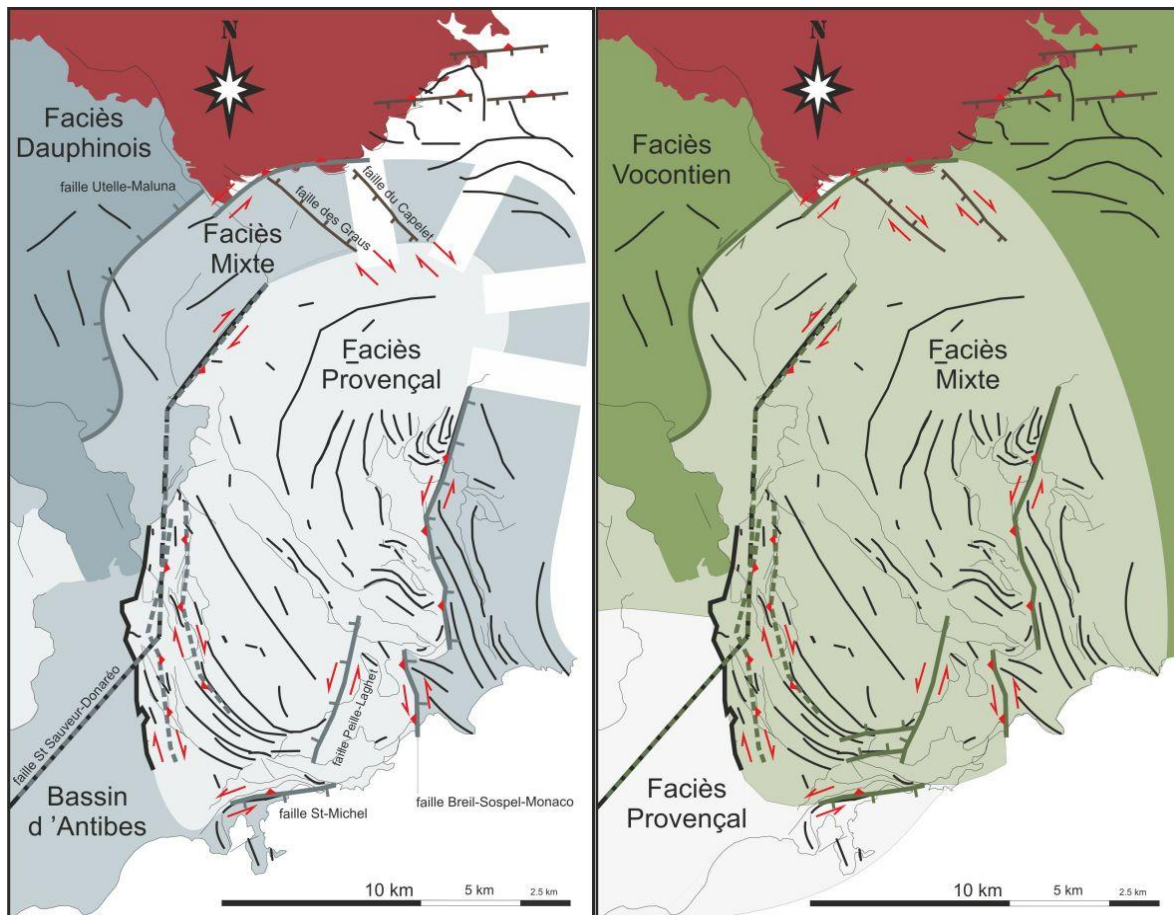 N
Faciès
Dauphinois
faille Utelle-Maluna
Faciès
Mixte
faille des Graus
faille du Capelet
Faciès
Provençal
faille St Sauveur-Donaréo
faille Peille-Laghet
Bassin
d 'Antibes
faille St-Michel
faille Breil-Sospel-Monaco
10 km
5 km
2.5 km
N
Faciès
Vocontien
Faciès
Mixte
Faciès
Provençal
10 km
5 km
2.5 km